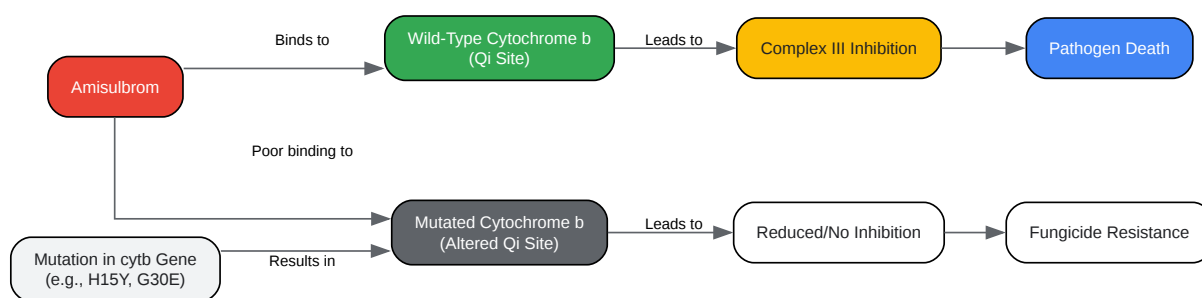 Binds to
Wild-Type Cytochrome b
(Qi Site)
Leads to
Complex III Inhibition
Pathogen Death
Amisulbrom
Poor binding to
Mutated Cytochrome b
(Altered Qi Site)
Leads to
Reduced/No Inhibition
Fungicide Resistance
Mutation in cytb Gene
(e.g., H15Y, G30E)
Results in